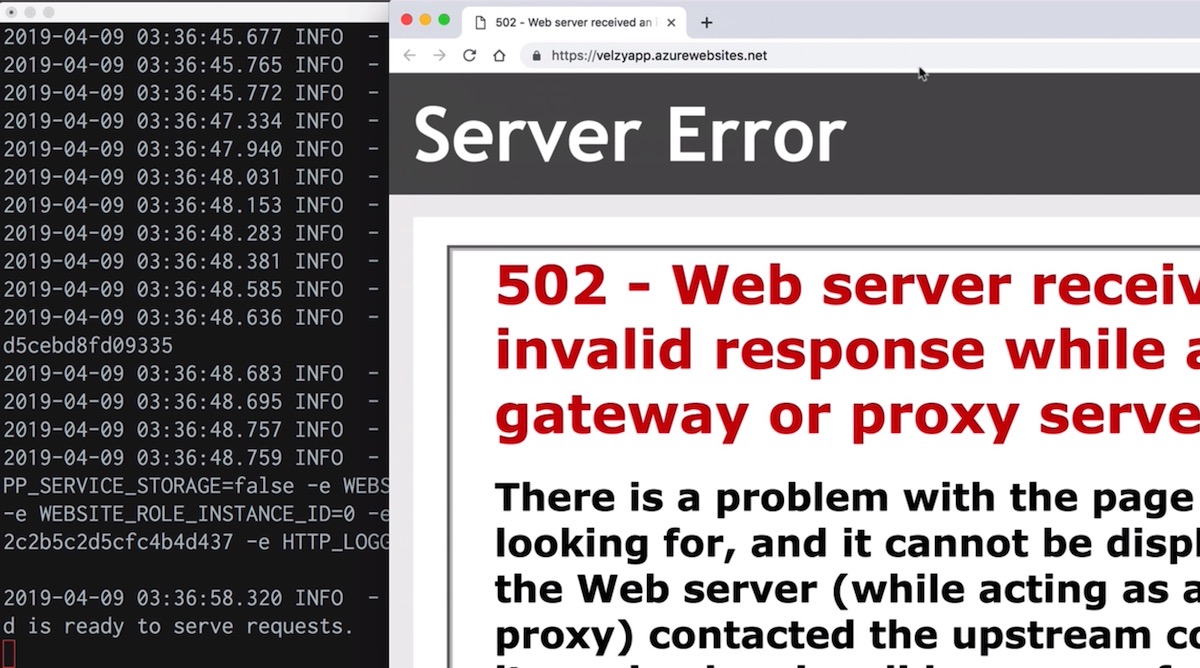 2019-04-09 03:36:45.677 INFO -
2019-04-09 03:36:45.765 INFO -
2019-04-09 03:36:45.772 INFO -
2019-04-09 03:36:47.334 INFO -
2019-04-09 03:36:47.940 INFO -
2019-04-09 03:36:48.031 INFO -
2019-04-09 03:36:48.153 INFO -
2019-04-09 03:36:48.283 INFO -
2019-04-09 03:36:48.381 INFO -
2019-04-09 03:36:48.585 INFO -
2019-04-09 03:36:48.636 INFO -
d5cebd8fd09335
2019-04-09 03:36:48.683 INFO -
2019-04-09 03:36:48.695 INFO -
2019-04-09 03:36:48.757 INFO -
2019-04-09 03:36:48.759 INFO -
PP_SERVICE_STORAGE=false -e WEBS
-e WEBSITE_ROLE_INSTANCE_ID=0 -e
2c2b5c2d5cfc4b4d437 -e HTTP_LOGG
2019-04-09 03:36:58.320 INFO -
d is ready to serve requests.
502 - Web server received an
https://velzyapp.azurewebsites.net
Server Error
502 - Web server receiv
invalid response while a
gateway or proxy serve
There is a problem with the page
looking for, and it cannot be displ
the Web server (while acting as a
proxy) contacted the upstream co